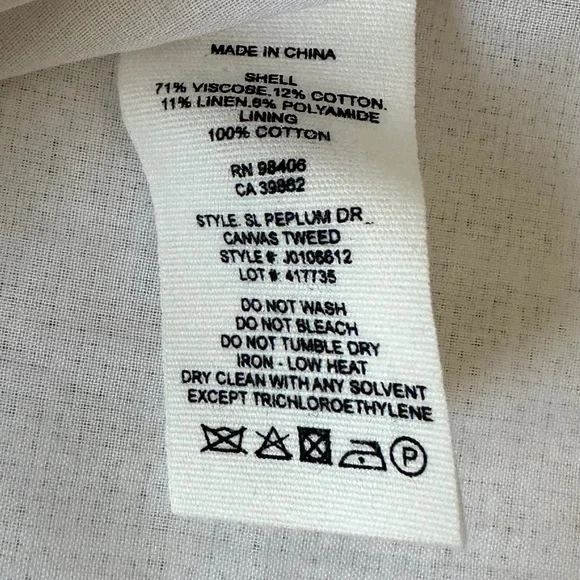 MADE IN CHINA
SHELL
71% VISCOSE.12% COTTON.
11% LINEN.6% POLYAMIDE
LINING
100% COTTON
RN 98406
CA 39882
STYLE. SL PEPLUM DR_
CANVAS TWEED
STYLE #: J0106612
LOT #: 417735
DO NOT WASH
DO NOT BLEACH
DO NOT TUMBLE DRY
IRON - LOW HEAT
DRY CLEAN WITH ANY SOLVENT
EXCEPT TRICHLOROETHYLENE
P